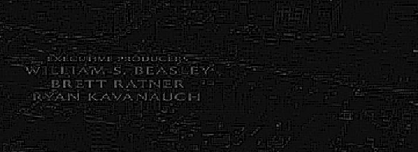 EXECUTIVE PRODUCERS
WILLIAM S. BEASLEY
BRETT RATNER
RYAN KAVANAUGH